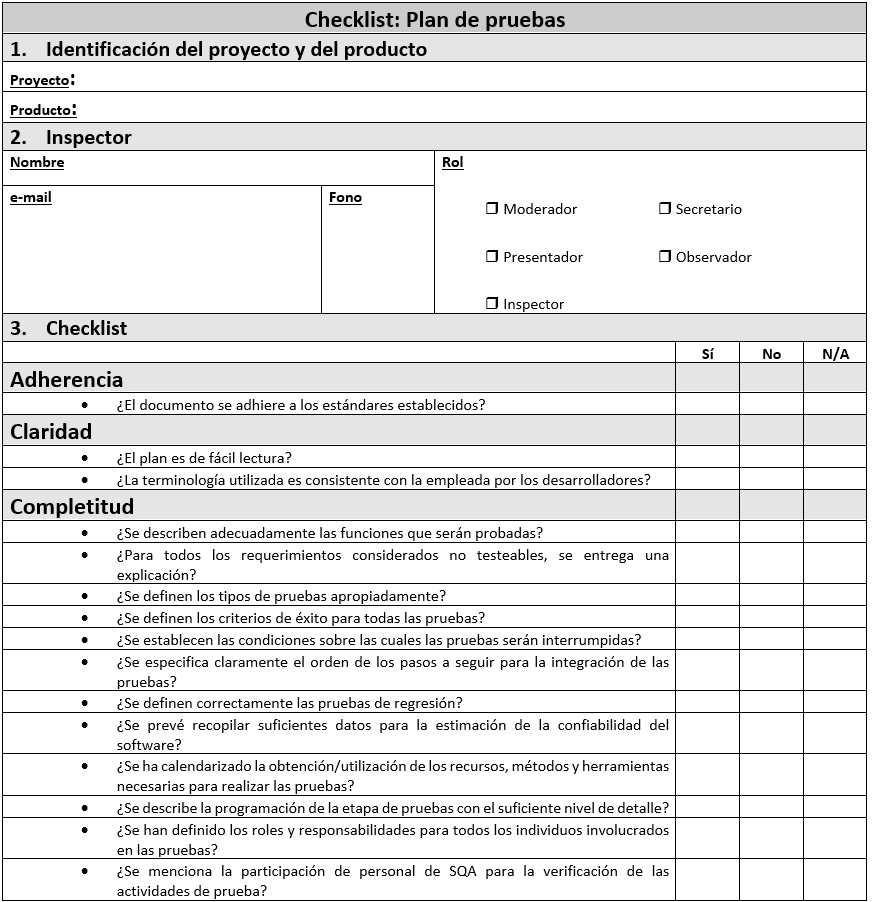 Checklist: Plan de pruebas
1. Identificación del proyecto y del producto
Proyecto:
Producto:
2. Inspector
Nombre
Rol
e-mail
Fono
❒ Moderador ❒ Secretario
❒ Presentador ❒ Observador
❒ Inspector
3. Checklist
Sí No N/A
Adherencia
• ¿El documento se adhiere a los estándares establecidos?
Claridad
• ¿El plan es de fácil lectura?
• ¿La terminología utilizada es consistente con la empleada por los desarrolladores?
Completitud
• ¿Se describen adecuadamente las funciones que serán probadas?
• ¿Para todos los requerimientos considerados no testeables, se entrega una
explicación?
• ¿Se definen los tipos de pruebas apropiadamente?
• ¿Se definen los criterios de éxito para todas las pruebas?
• ¿Se establecen las condiciones sobre las cuales las pruebas serán interrumpidas?
• ¿Se especifica claramente el orden de los pasos a seguir para la integración de las
pruebas?
• ¿Se definen correctamente las pruebas de regresión?
• ¿Se prevé recopilar suficientes datos para la estimación de la confiabilidad del
software?
• ¿Se ha calendarizado la obtención/utilización de los recursos, métodos y herramientas
necesarias para realizar las pruebas?
• ¿Se describe la programación de la etapa de pruebas con el suficiente nivel de detalle?
• ¿Se han definido los roles y responsabilidades para todos los individuos involucrados
en las pruebas?
• ¿Se menciona la participación de personal de SQA para la verificación de las
actividades de prueba?